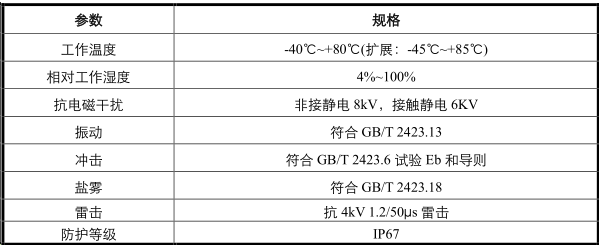 参数 规格
工作温度 -40℃~+80℃(扩展：-45℃~+85℃)
相对工作湿度 4%~100%
抗电磁干扰 非接静电 8kV，接触静电 6KV
振动 符合 GB/T 2423.13
冲击 符合 GB/T 2423.6 试验 Eb 和导则
盐雾 符合 GB/T 2423.18
雷击 抗 4kV 1.2/50μs 雷击
防护等级 IP67